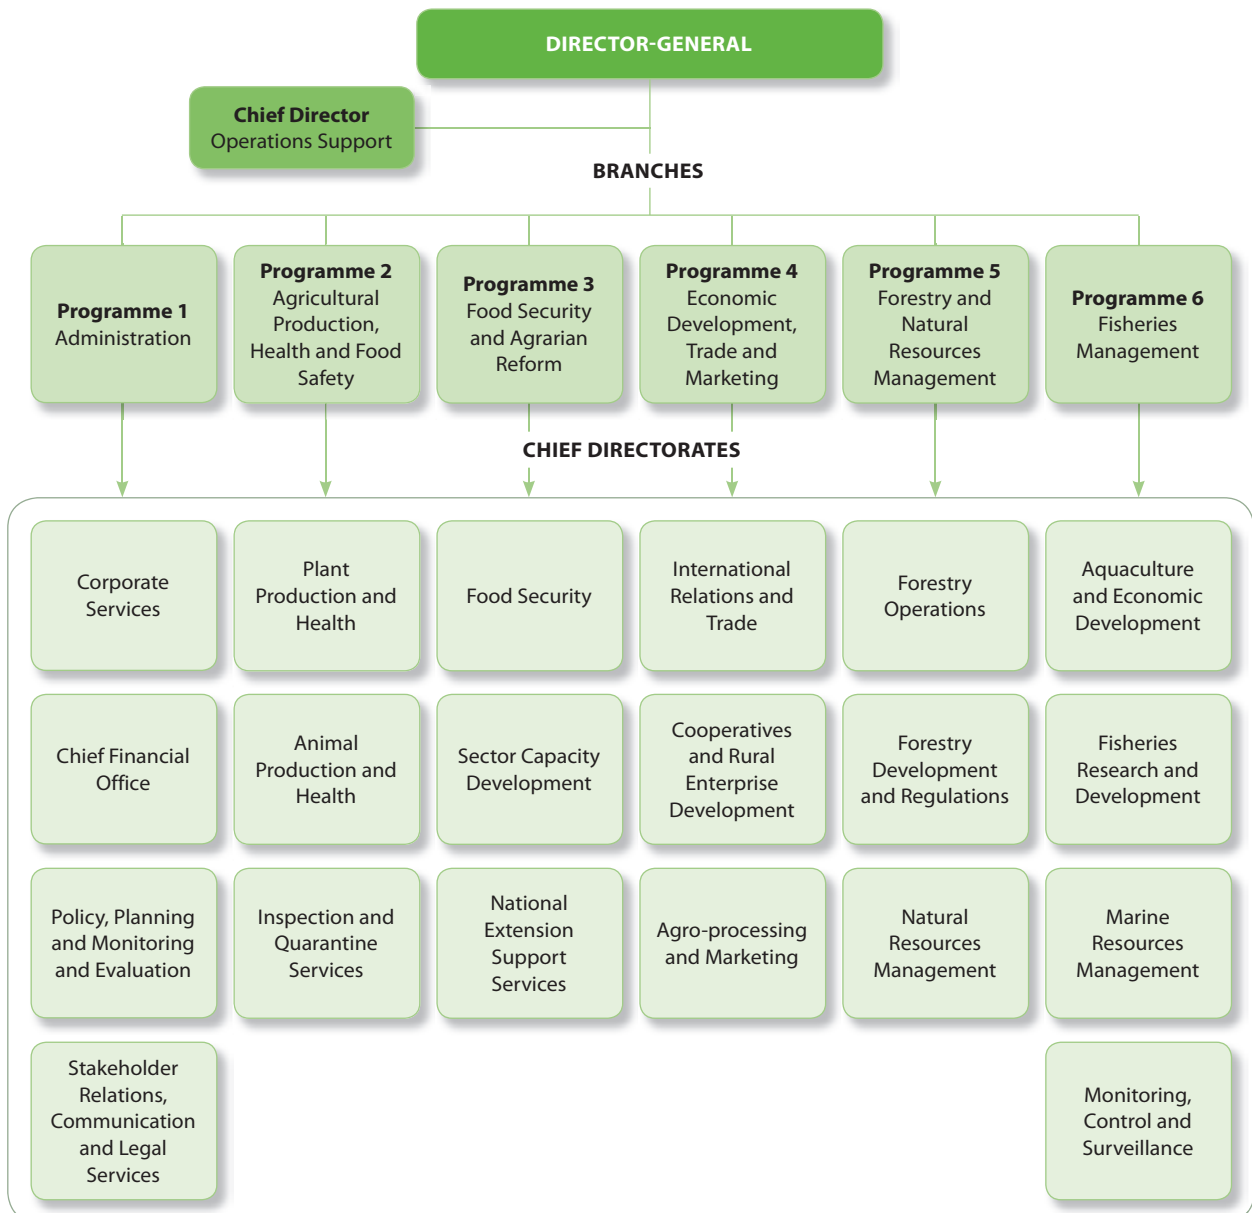 DIRECTOR-GENERAL
Chief Director
Operations Support
BRANCHES
Programme 1
Administration
Programme 2
Agricultural
Production,
Health and Food
Safety
Programme 3
Food Security
and Agrarian
Reform
Programme 4
Economic
Development,
Trade and
Marketing
Programme 5
Forestry and
Natural
Resources
Management
Programme 6
Fisheries
Management
CHIEF DIRECTORATES
Corporate
Services
Plant
Production and
Health
Food Security
International
Relations and
Trade
Forestry
Operations
Aquaculture
and Economic
Development
Chief Financial
Office
Animal
Production and
Health
Sector Capacity
Development
Cooperatives
and Rural
Enterprise
Development
Forestry
Development
and Regulations
Fisheries
Research and
Development
Policy, Planning
and Monitoring
and Evaluation
Inspection and
Quarantine
Services
National
Extension
Support
Services
Agro-processing
and Marketing
Natural
Resources
Management
Marine
Resources
Management
Stakeholder
Relations,
Communication
and Legal
Services
Monitoring,
Control and
Surveillance